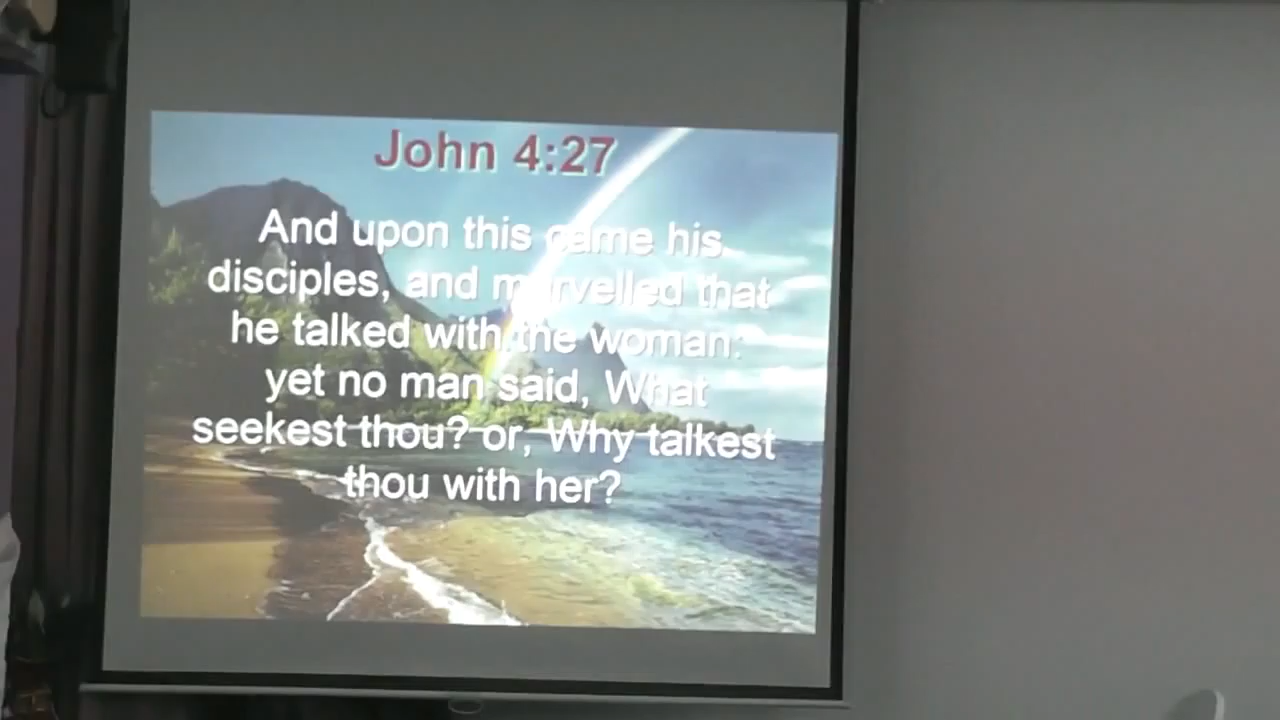 John 4:27
And upon this came his
disciples, and marvelled that
he talked with the woman:
yet no man said, What
seekest thou? or, Why talkest
thou with her?